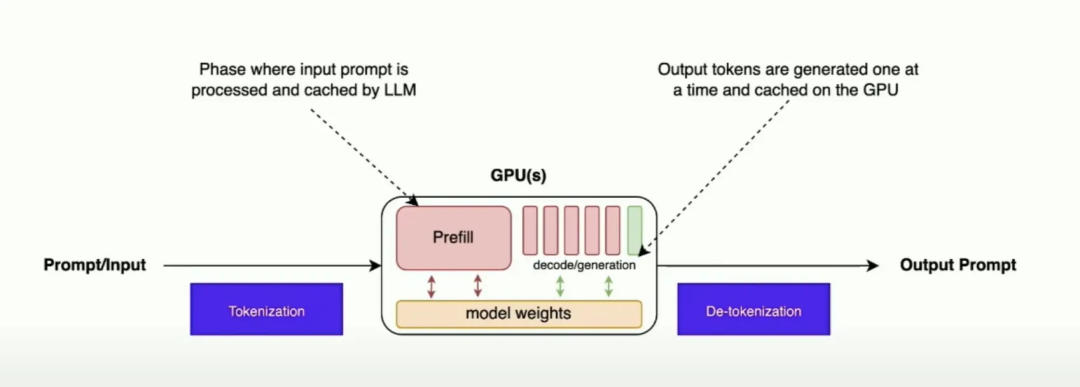 Phase where input prompt is
processed and cached by LLM
Output tokens are generated one at
a time and cached on the GPU
GPU(s)
Prefill
decode/generation
Prompt/Input
Output Prompt
Tokenization
model weights
De-tokenization